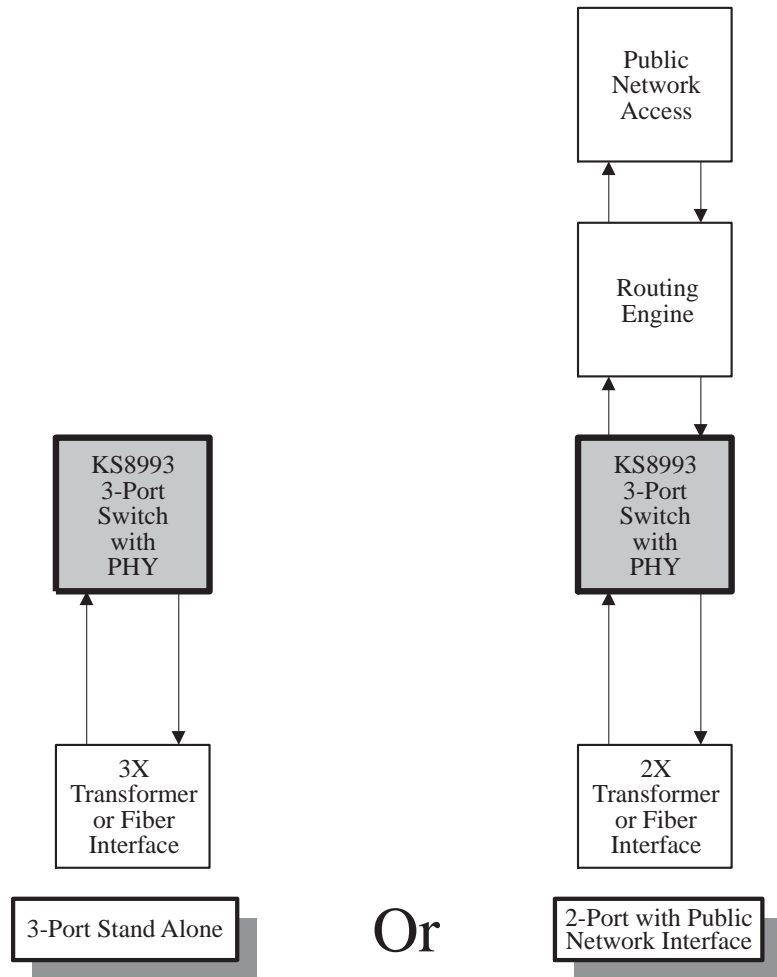 Public
Network
Access
Routing
Engine
KS8993
3-Port
Switch
with
PHY
KS8993
3-Port
Switch
with
PHY
3X
Transformer
or Fiber
Interface
2X
Transformer
or Fiber
Interface
3-Port Stand Alone
Or
2-Port with Public
Network Interface